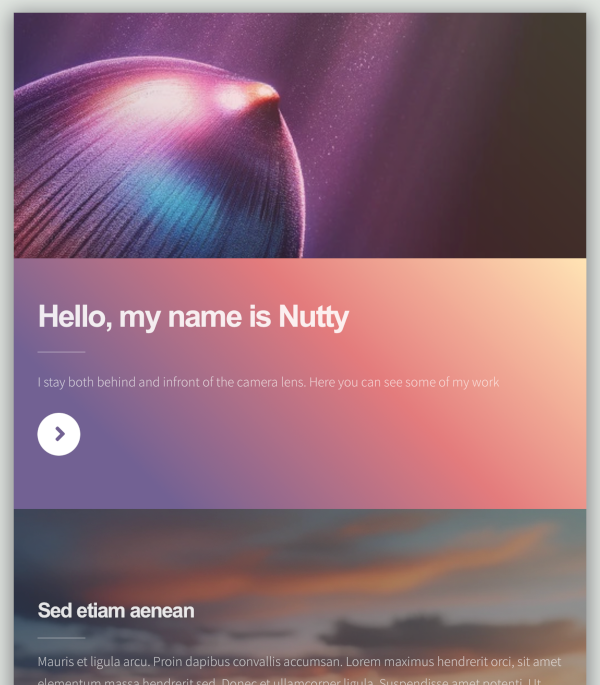 Hello, my name is Nutty
I stay both behind and infront of the camera lens. Here you can see some of my work
Sed etiam aenean
Mauris et ligula arcu. Proin dapibus convallis accumsan. Lorem maximus hendrerit orci, sit amet
elementum massa hendrerit sed. Donec et ullamcorper ligula. Suspendisse amet potenti. Ut